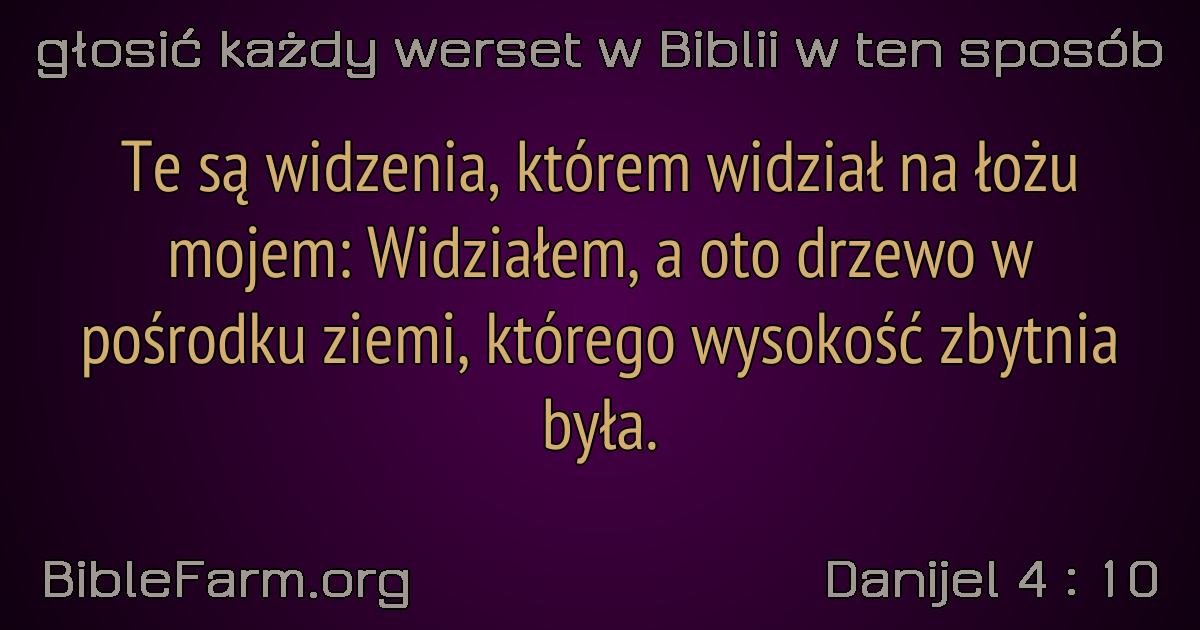 głosić każdy werset w Biblii w ten sposób
Te są widzenia, którem widział na łożu
mojem: Widziałem, a oto drzewo w
pośrodku ziemi, którego wysokość zbytnia
była.
BibleFarm.org
Danijel 4 : 10